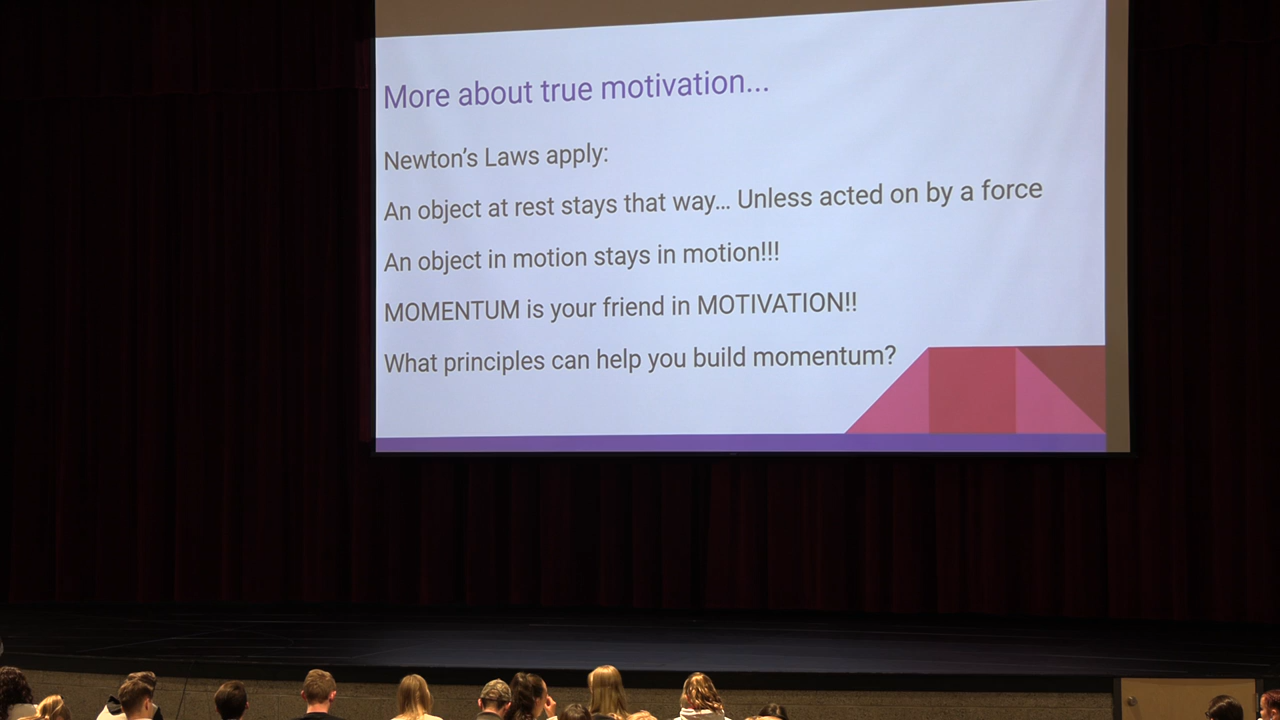 More about true motivation...
Newton's Laws apply:
An object at rest stays that way... Unless acted on by a force
An object in motion stays in motion!!!
MOMENTUM is your friend in MOTIVATION!!
What principles can help you build momentum?